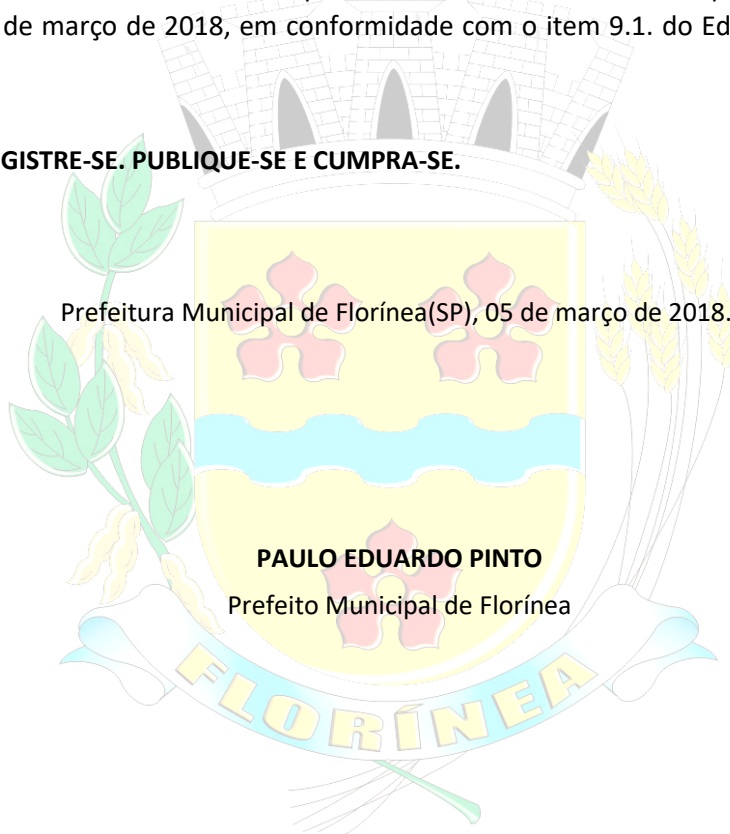 de março de 2018, em conformidade com o item 9.1. do Ed
GISTRE-SE. PUBLIQUE-SE E CUMPRA-SE.
Prefeitura Municipal de Florínea(SP), 05 de março de 2018.
PAULO EDUARDO PINTO
Prefeito Municipal de Florínea
FLORÍNEA